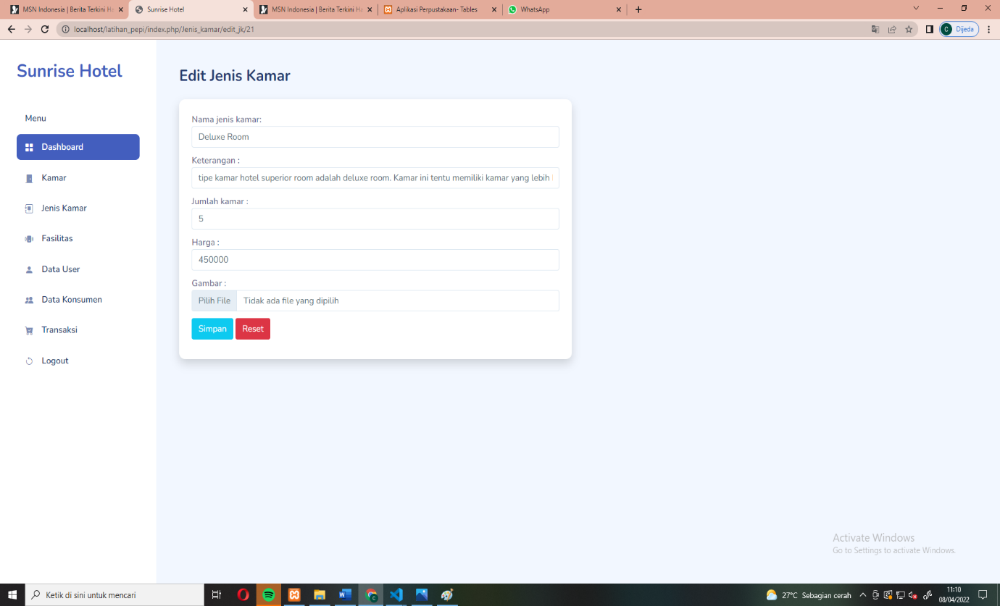 MSN Indonesia | Berita Terkini Ha
Sunrise Hotel
MSN Indonesia | Berita Terkini Ha
Aplikasi Perpustakaan- Tables
WhatsApp
localhost/latihan_pepi/index.php/Jenis_kamar/edit_jk/21
C
Dijeda
Sunrise Hotel
Menu
Dashboard
Kamar
Jenis Kamar
Fasilitas
Data User
Data Konsumen
Transaksi
Logout
Edit Jenis Kamar
Nama jenis kamar:
Deluxe Room
Keterangan :
tipe kamar hotel superior room adalah deluxe room. Kamar ini tentu memiliki kamar yang lebih
Jumlah kamar :
5
Harga :
450000
Gambar :
Pilih File Tidak ada file yang dipilih
Simpan Reset
Activate Windows
Go to Settings to activate Windows.
Ketik di sini untuk mencari
27°C Sebagian cerah
11:10
08/04/2022